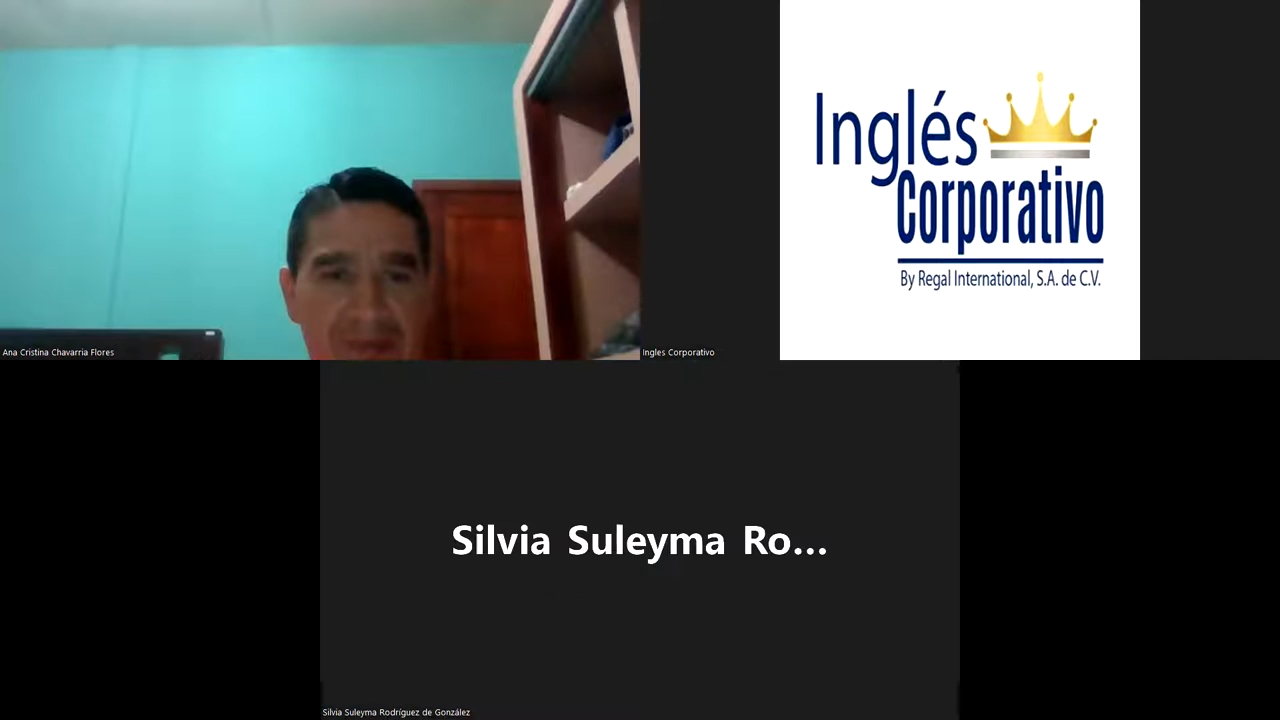 Ana Cristina Chavarria Flores
Inglés
Corporativo
By Regal International, S.A. de C.V.
Ingles Corporativo
Silvia Suleyma Ro...
Silvia Suleyma Rodríguez de González